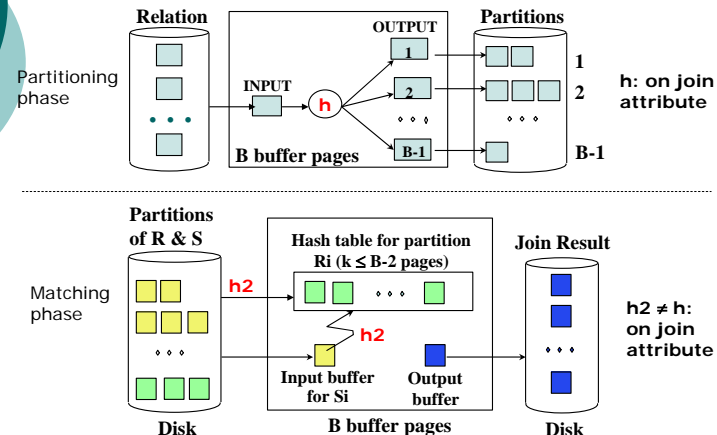 Relation
OUTPUT
Partitions
Partitioning
phase
INPUT
h
1
2
B-1
B buffer pages
1
2
B-1
h: on join
attribute
Partitions
of R & S
Hash table for partition
Ri (k ≤ B-2 pages)
Join Result
Matching
phase
h2
h2
Input buffer
for Si
Output
buffer
h2 ≠ h:
on join
attribute
Disk
B buffer pages
Disk